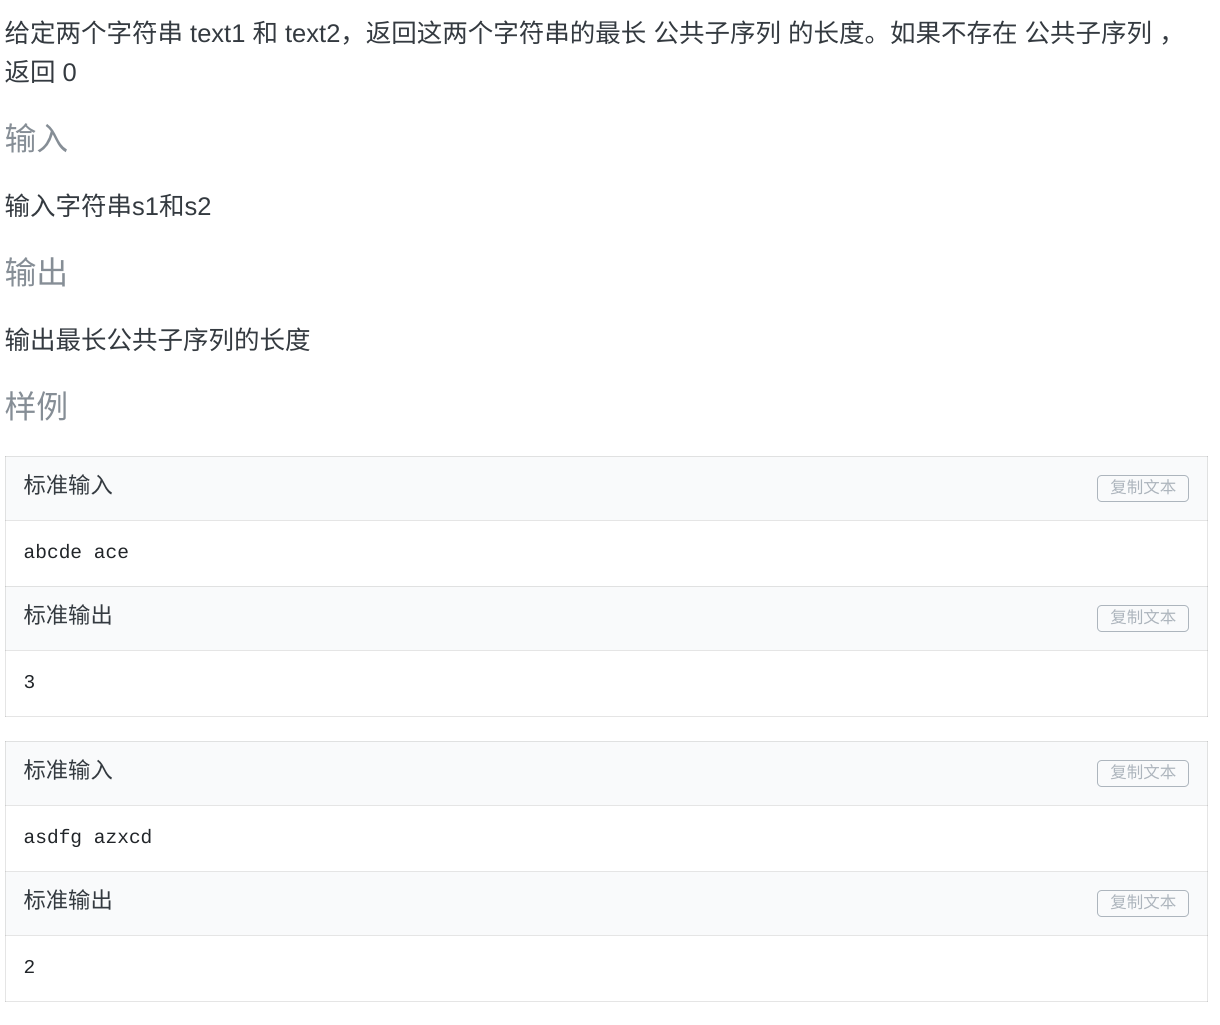 给定两个字符串 text1 和 text2，返回这两个字符串的最长 公共子序列 的长度。如果不存在 公共子序列 ，
返回 0
输入
输入字符串s1和s2
输出
输出最长公共子序列的长度
样例
标准输入
复制文本
abcde ace
标准输出
复制文本
3
标准输入
复制文本
asdfg azxcd
标准输出
复制文本
2